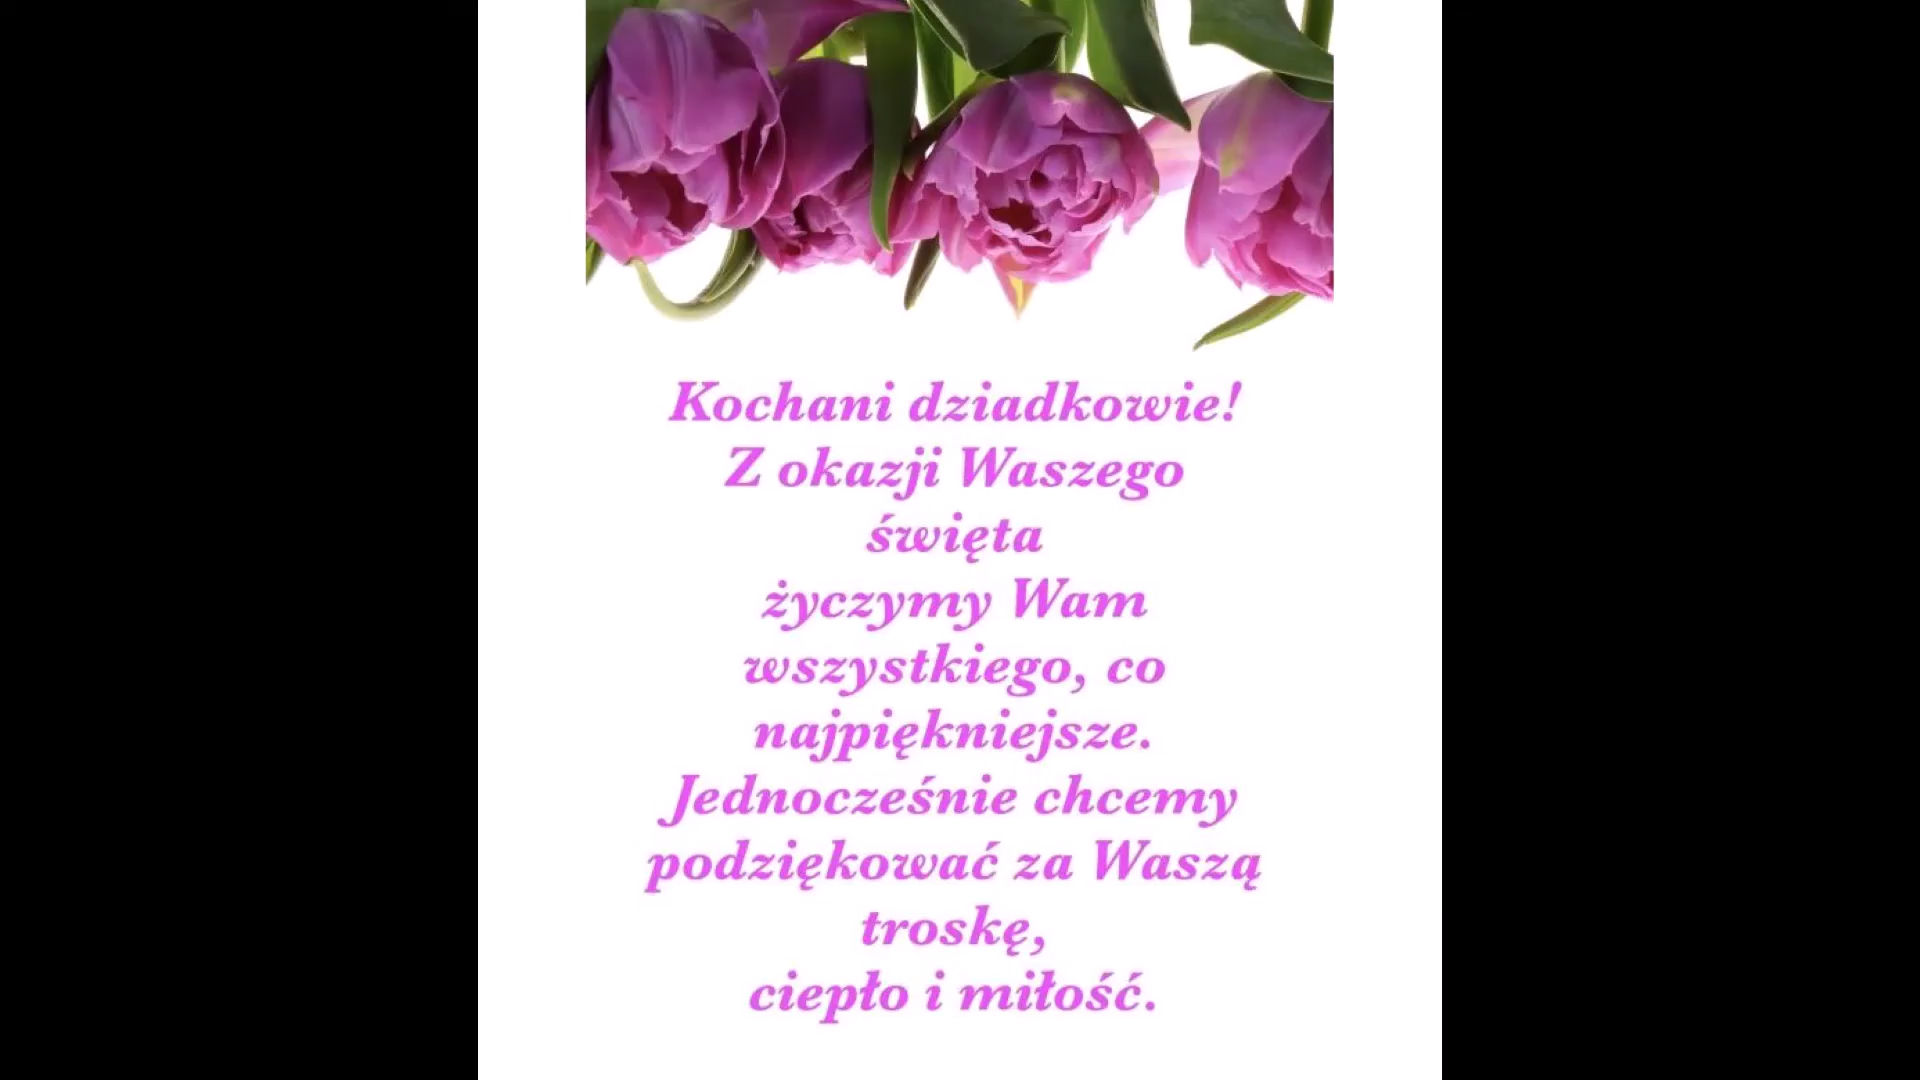 Kochani dziadkowie!
Z okazji Waszego
święta
życzymy Wam
wszystkiego, co
najpiękniejsze.
Jednocześnie chcemy
podziękować za Waszą
troskę,
ciepło i miłość.